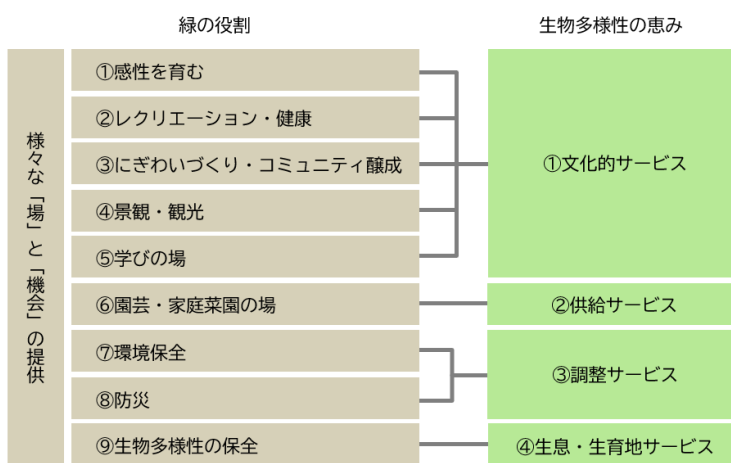 緑の役割
生物多様性の恵み
様々な「場」と「機会」の提供
①感性を育む
②レクリエーション・健康
③にぎわいづくり・コミュニティ醸成
④景観・観光
⑤学びの場
⑥園芸・家庭菜園の場
⑦環境保全
⑧防災
⑨生物多様性の保全
①文化的サービス
②供給サービス
③調整サービス
④生息・生育地サービス